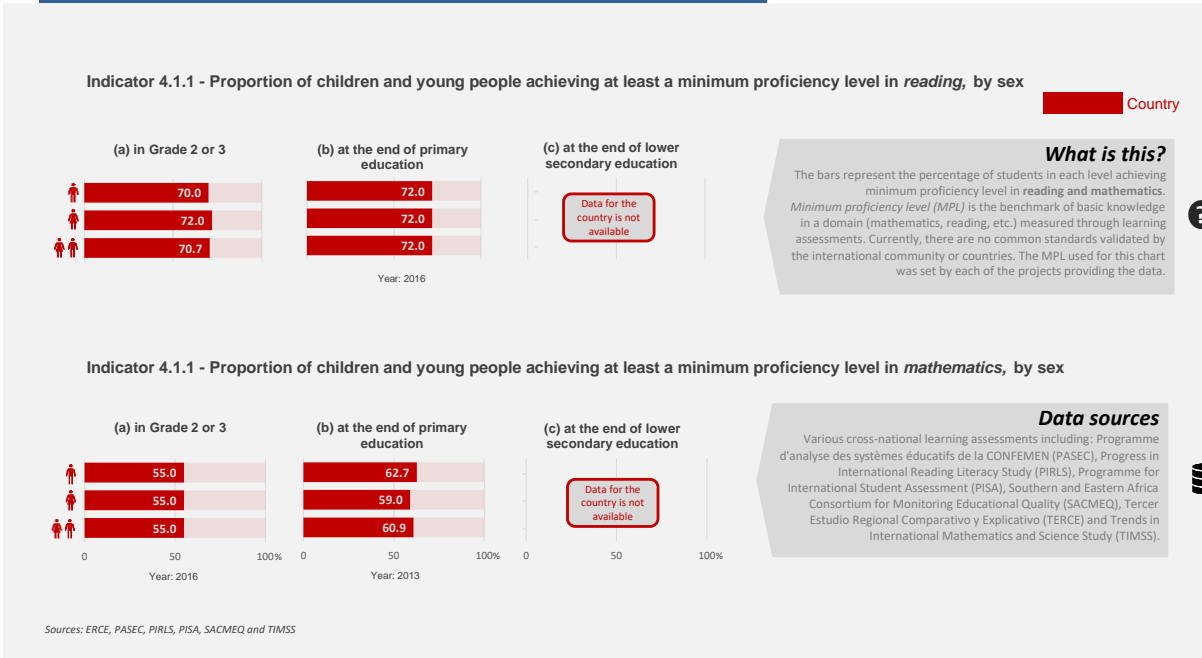 Indicator 4.1.1 - Proportion of children and young people achieving at least a minimum proficiency level in reading, by sex
Country
(a) in Grade 2 or 3
70.0
72.0
70.7
(b) at the end of primary
education
72.0
72.0
72.0
Year: 2016
(c) at the end of lower
secondary education
Data for the
country is not
available
What is this?
The bars represent the percentage of students in each level achieving
minimum proficiency level in reading and mathematics.
Minimum proficiency level (MPL) is the benchmark of basic knowledge
in a domain (mathematics, reading, etc.) measured through learning
assessments. Currently, there are no common standards validated by
the international community or countries. The MPL used for this chart
was set by each of the projects providing the data.
?
Indicator 4.1.1 - Proportion of children and young people achieving at least a minimum proficiency level in mathematics, by sex
(a) in Grade 2 or 3
55.0
55.0
55.0
0 50 100%
Year: 2016
(b) at the end of primary
education
62.7
59.0
60.9
0 50 100%
Year: 2013
(c) at the end of lower
secondary education
Data for the
country is not
available
0 50 100%
Data sources
Various cross-national learning assessments including: Programme
d'analyse des systèmes éducatifs de la CONFEMEN (PASEC), Progress in
International Reading Literacy Study (PIRLS), Programme for
International Student Assessment (PISA), Southern and Eastern Africa
Consortium for Monitoring Educational Quality (SACMEQ), Tercer
Estudio Regional Comparativo y Explicativo (TERCE) and Trends in
International Mathematics and Science Study (TIMSS).
Sources: ERCE, PASEC, PIRLS, PISA, SACMEQ and TIMSS